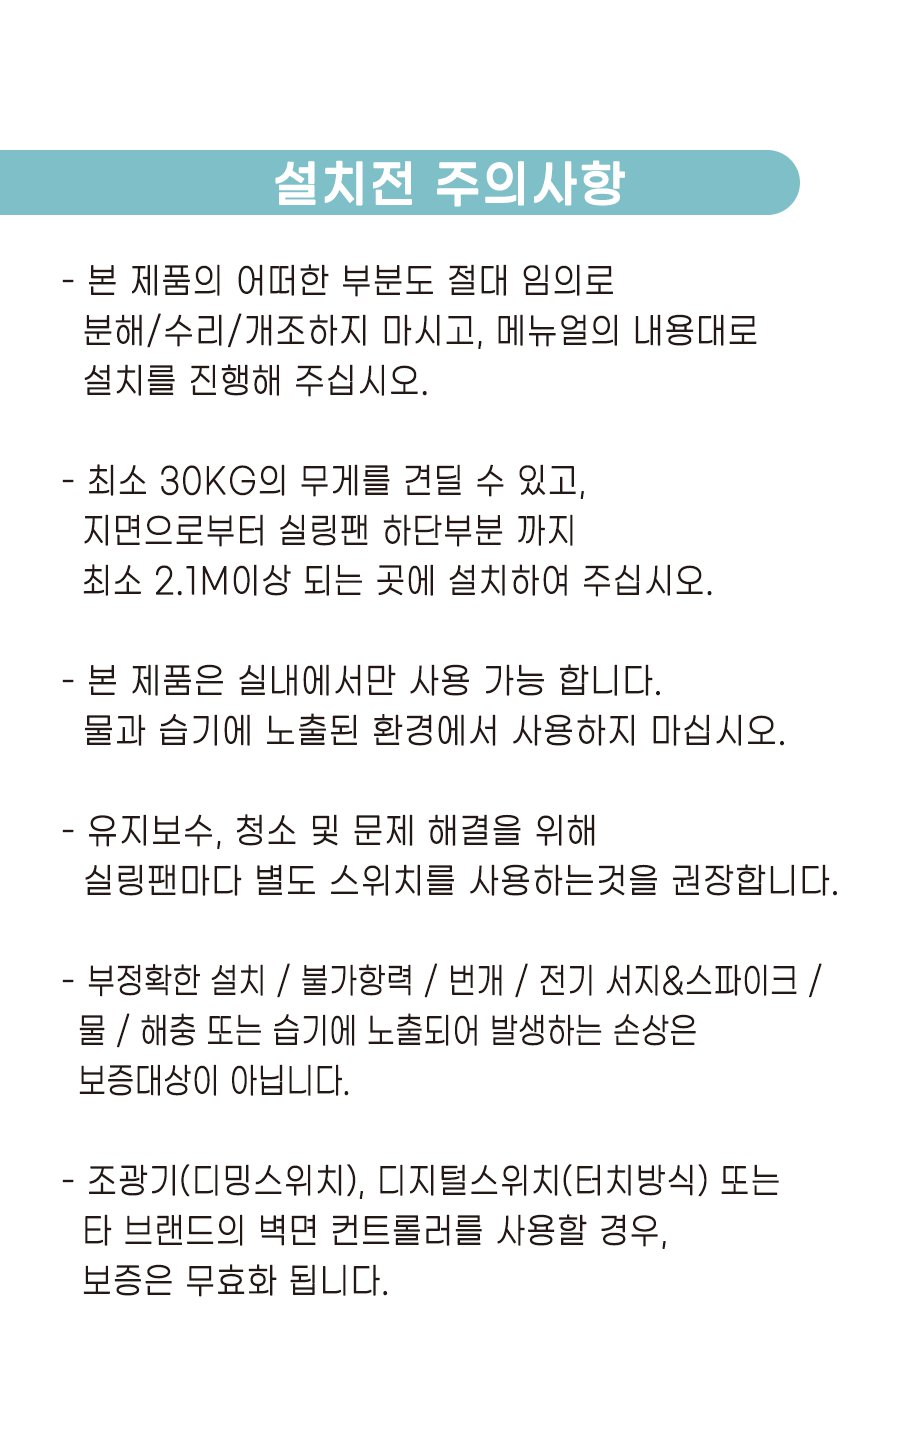 설치전 주의사항
- 본 제품의 어떠한 부분도 절대 임의로
분해/수리/개조하지 마시고, 메뉴얼의 내용대로
설치를 진행해 주십시오.
- 최소 30KG의 무게를 견딜 수 있고,
지면으로부터 실링팬 하단부분 까지
최소 2.1M이상 되는 곳에 설치하여 주십시오.
- 본 제품은 실내에서만 사용 가능 합니다.
물과 습기에 노출된 환경에서 사용하지 마십시오.
- 유지보수, 청소 및 문제 해결을 위해
실링팬마다 별도 스위치를 사용하는것을 권장합니다.
- 부정확한 설치 / 불가항력 / 번개 / 전기 서지&스파이크 /
물 / 해충 또는 습기에 노출되어 발생하는 손상은
보증대상이 아닙니다.
- 조광기(디밍스위치), 디지털스위치(터치방식) 또는
타 브랜드의 벽면 컨트롤러를 사용할 경우,
보증은 무효화 됩니다.